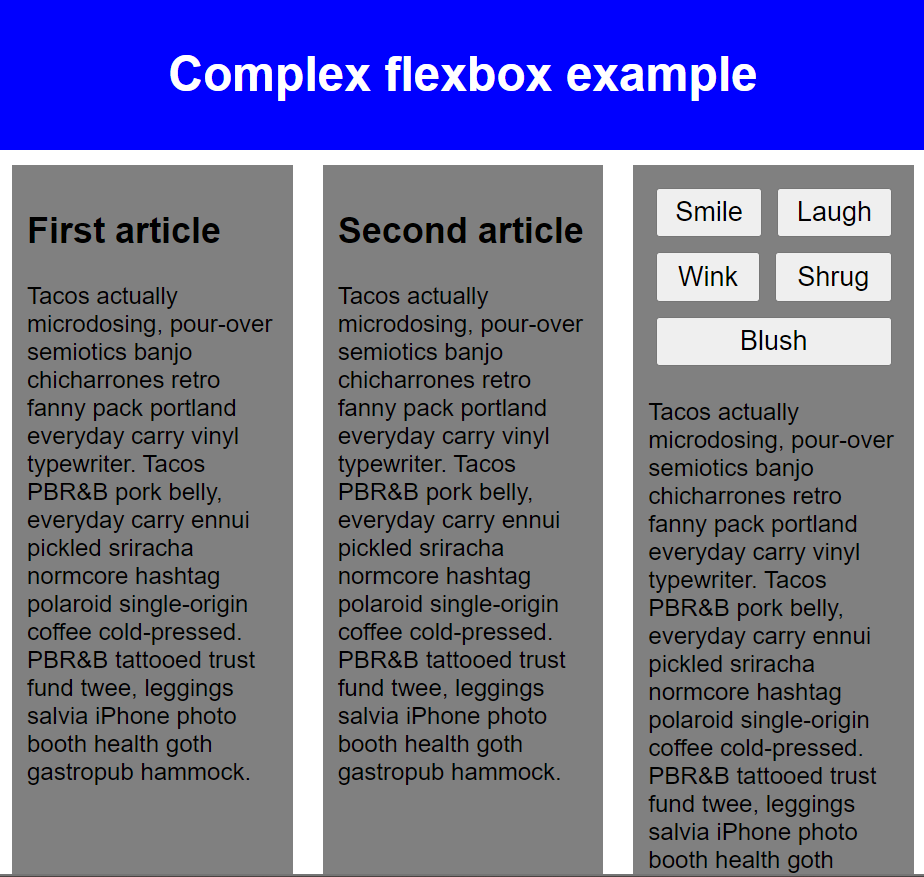 Complex flexbox example
First article
Tacos actually
microdosing, pour-over
semiotics banjo
chicharrones retro
fanny pack portland
everyday carry vinyl
typewriter. Tacos
PBR&B pork belly,
everyday carry ennui
pickled sriracha
normcore hashtag
polaroid single-origin
coffee cold-pressed.
PBR&B tattooed trust
fund twee, leggings
salvia iPhone photo
booth health goth
gastropub hammock.
Second article
Tacos actually
microdosing, pour-over
semiotics banjo
chicharrones retro
fanny pack portland
everyday carry vinyl
typewriter. Tacos
PBR&B pork belly,
everyday carry ennui
pickled sriracha
normcore hashtag
polaroid single-origin
coffee cold-pressed.
PBR&B tattooed trust
fund twee, leggings
salvia iPhone photo
booth health goth
gastropub hammock.
Smile Laugh
Wink Shrug
Blush
Tacos actually
microdosing, pour-over
semiotics banjo
chicharrones retro
fanny pack portland
everyday carry vinyl
typewriter. Tacos
PBR&B pork belly,
everyday carry ennui
pickled sriracha
normcore hashtag
polaroid single-origin
coffee cold-pressed.
PBR&B tattooed trust
fund twee, leggings
salvia iPhone photo
booth health goth